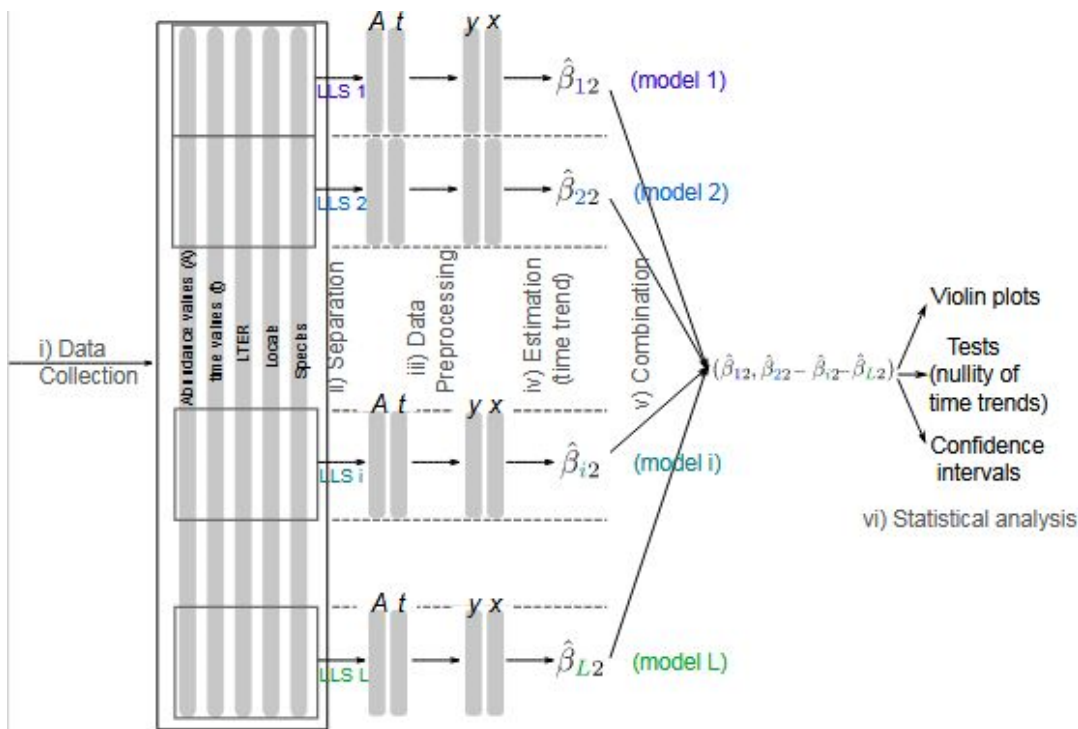 A t y x
LLS 1
β̂12 (model 1)
LLS 2
β̂22 (model 2)
i) Data
Collection
Abundance values (A)
time values (t)
LTER
Locale
Species
ii) Separation
iii) Data
Preprocessing
iv) Estimation
(time trend)
v) Combination
(β̂12, β̂22 – β̂i2–β̂L2)
Violin plots
Tests
(nullity of
time trends)
Confidence
intervals
vi) Statistical analysis
A t y x
LLS i
β̂i2 (model i)
A t y x
LLS L
β̂L2 (model L)